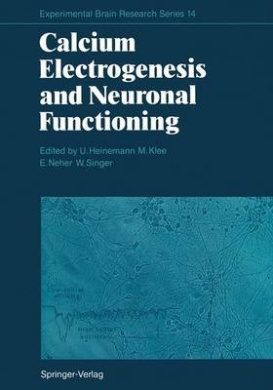 Experimental Brain Research Series 14
Calcium
Electrogenesis
and Neuronal
Functioning
Edited by U. Heinemann M. Klee
E. Neher W. Singer
Springer-Verlag